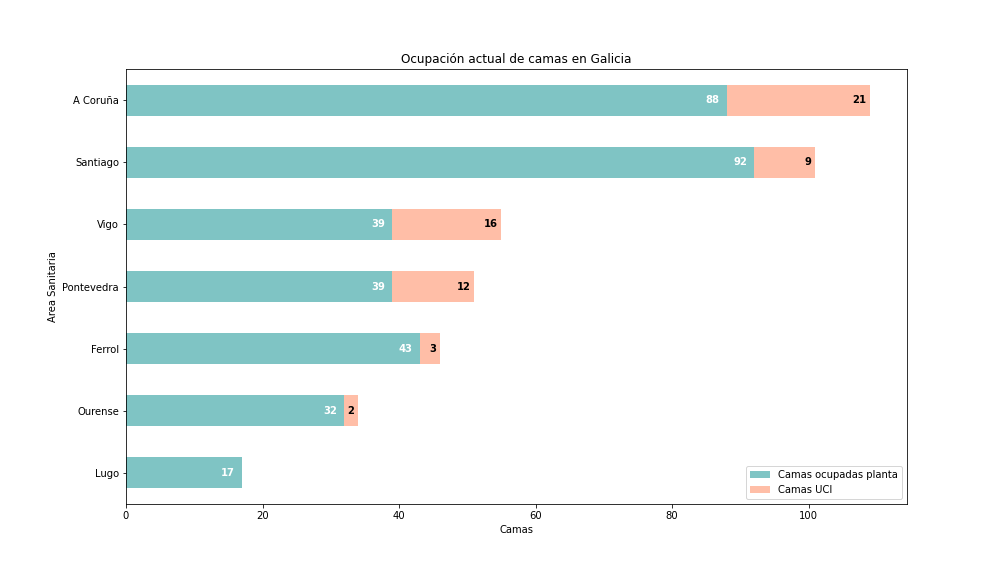 Ocupación actual de camas en Galicia
A Coruña
88
21
Santiago
92
9
Vigo
39
16
Pontevedra
39
12
Ferrol
43
3
Ourense
32
2
Lugo
17
Area Sanitaria
Camas ocupadas planta
Camas UCI
0
20
40
60
80
100
Camas